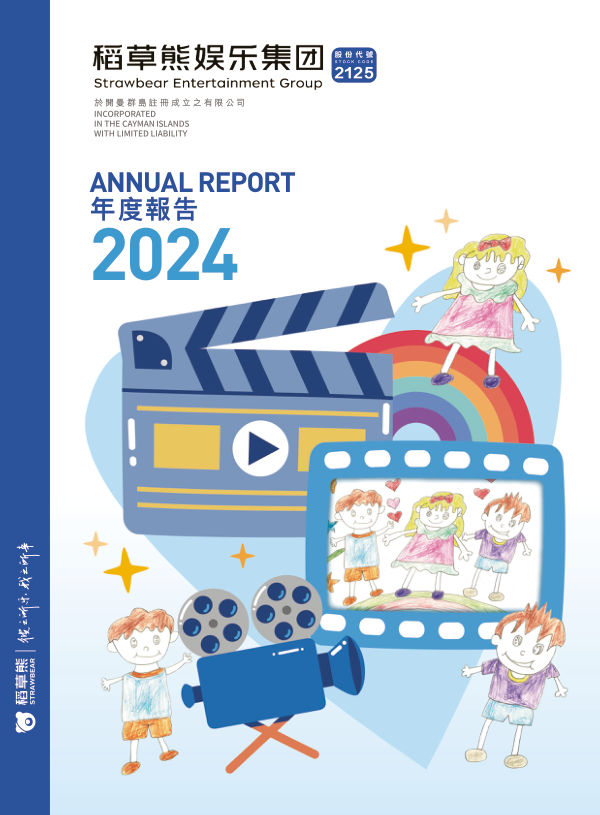 稻草熊娱乐集团
Strawbear Entertainment Group
股份代號
STOCK CODE
2125
於開曼群島註冊成立之有限公司
INCORPORATED
IN THE CAYMAN ISLANDS
WITH LIMITED LIABILITY
ANNUAL REPORT
年度報告
2024
稻草熊
STRAWBEAR